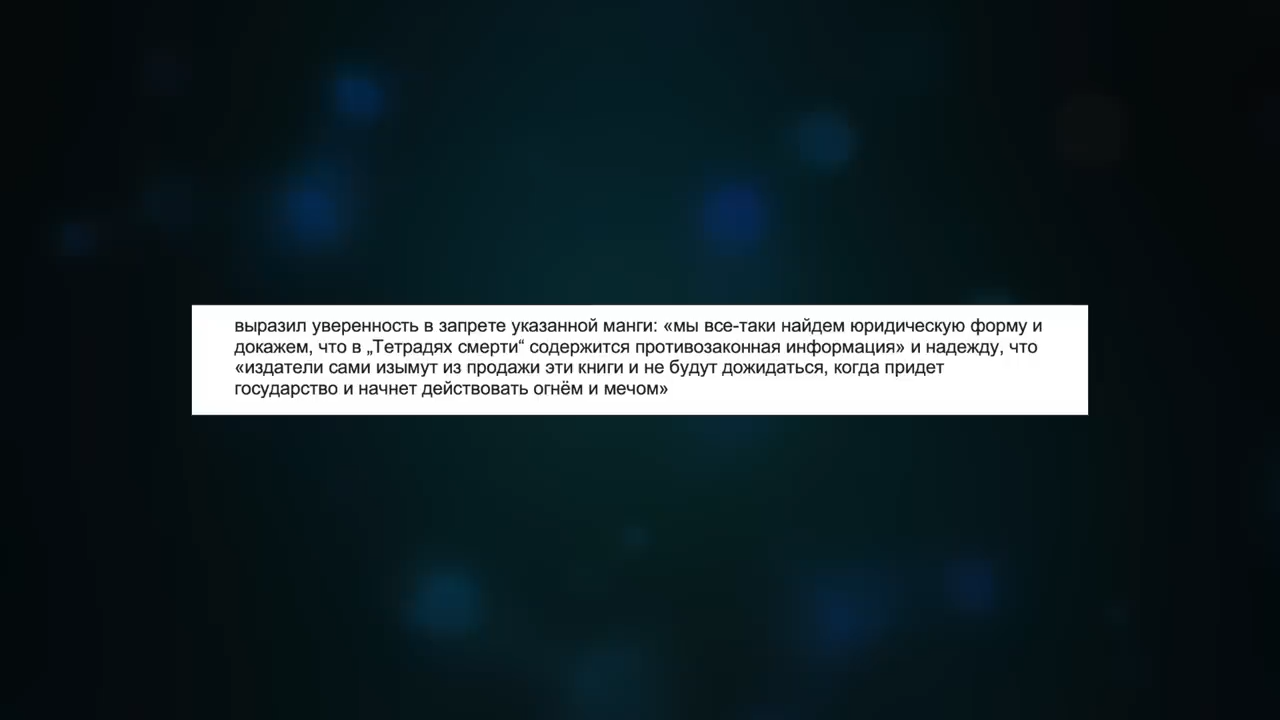 выразил уверенность в запрете указанной манги: «мы все-таки найдем юридическую форму и
докажем, что в „Тетрадях смерти“ содержится противозаконная информация» и надежду, что
«издатели сами изымут из продажи эти книги и не будут дожидаться, когда придет
государство и начнет действовать огнём и мечом»